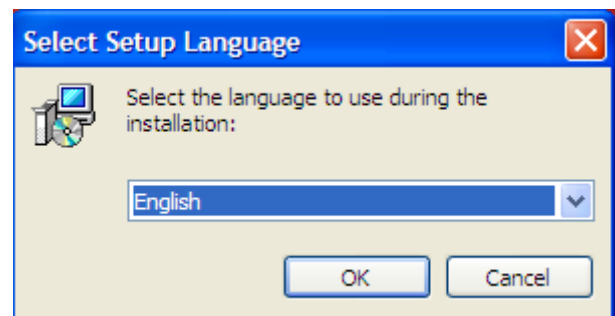 Select Setup Language
Select the language to use during the
installation:
English
OK
Cancel